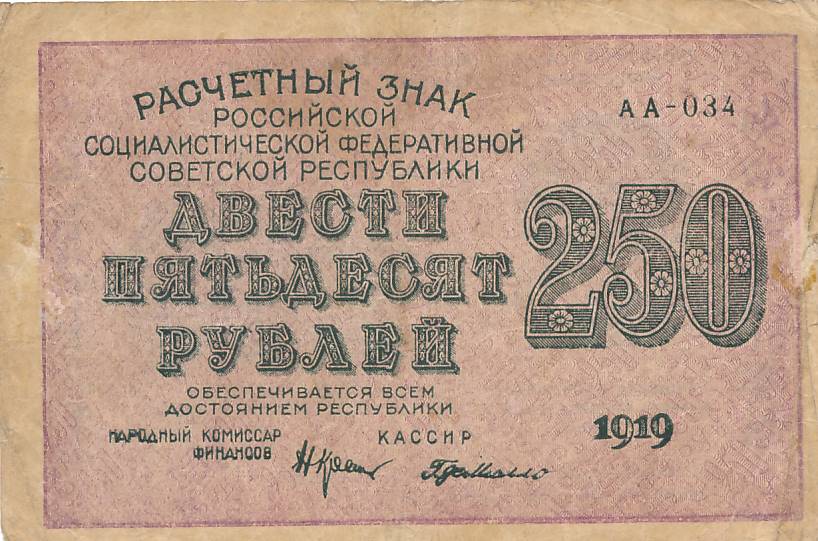 РАСЧЕТНЫЙ ЗНАК
РОССИЙСКОЙ
СОЦИАЛИСТИЧЕСКОЙ ФЕДЕРАТИВНОЙ
СОВЕТСКОЙ РЕСПУБЛИКИ
АА-034
ДВЕСТИ
ПЯТЬДЕСЯТ
РУБЛЕЙ
250
ОБЕСПЕЧИВАЕТСЯ ВСЕМ
ДОСТОЯНИЕМ РЕСПУБЛИКИ
НАРОДНЫЙ КОМИССАР
ФИНАНСОВ
КАССИР
1919